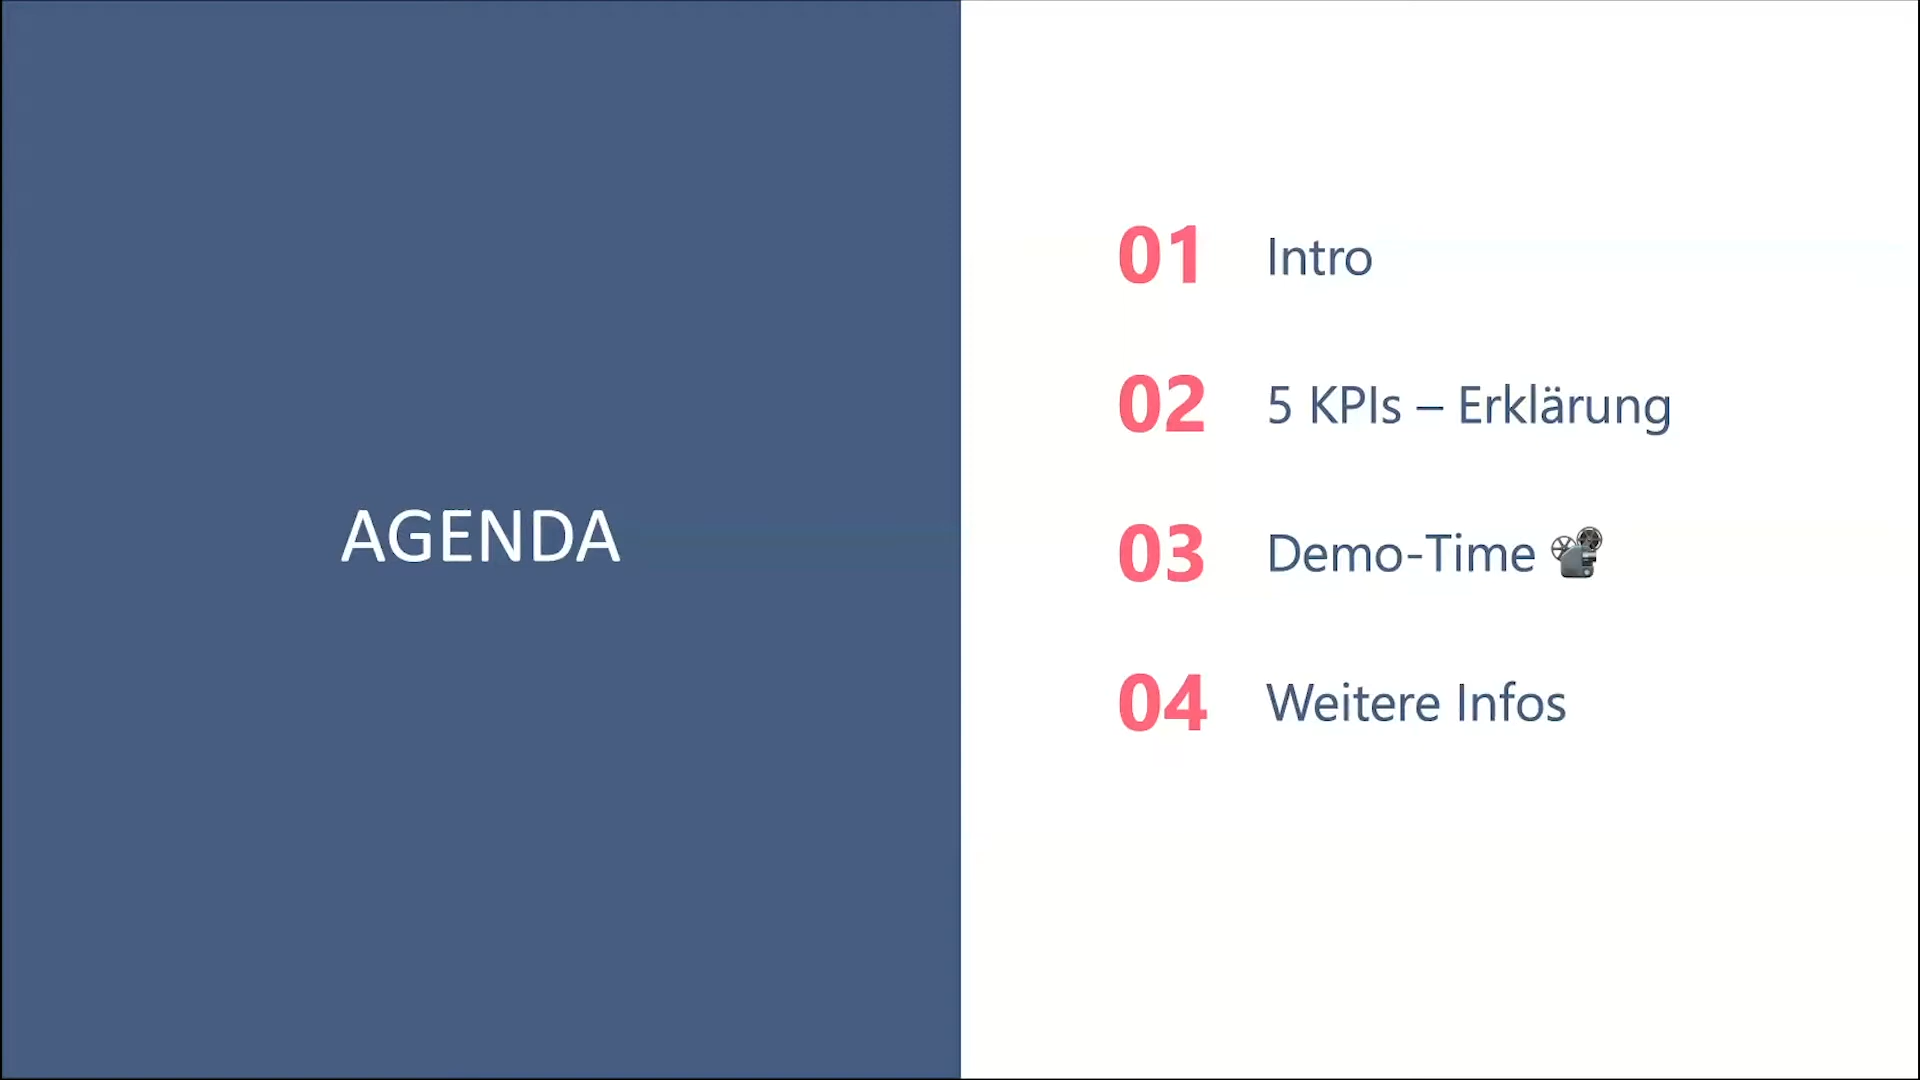 AGENDA
01 Intro
02 5 KPIs – Erklärung
03 Demo-Time
04 Weitere Infos